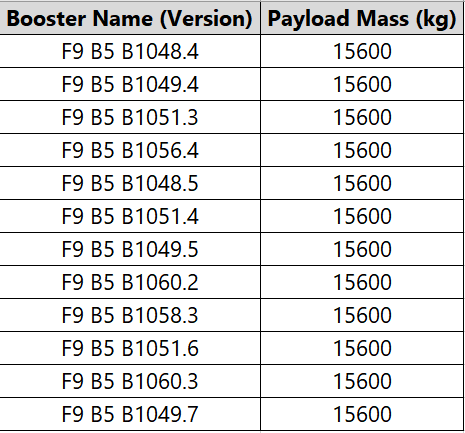 Booster Name (Version) Payload Mass (kg)
F9 B5 B1048.4 15600
F9 B5 B1049.4 15600
F9 B5 B1051.3 15600
F9 B5 B1056.4 15600
F9 B5 B1048.5 15600
F9 B5 B1051.4 15600
F9 B5 B1049.5 15600
F9 B5 B1060.2 15600
F9 B5 B1058.3 15600
F9 B5 B1051.6 15600
F9 B5 B1060.3 15600
F9 B5 B1049.7 15600